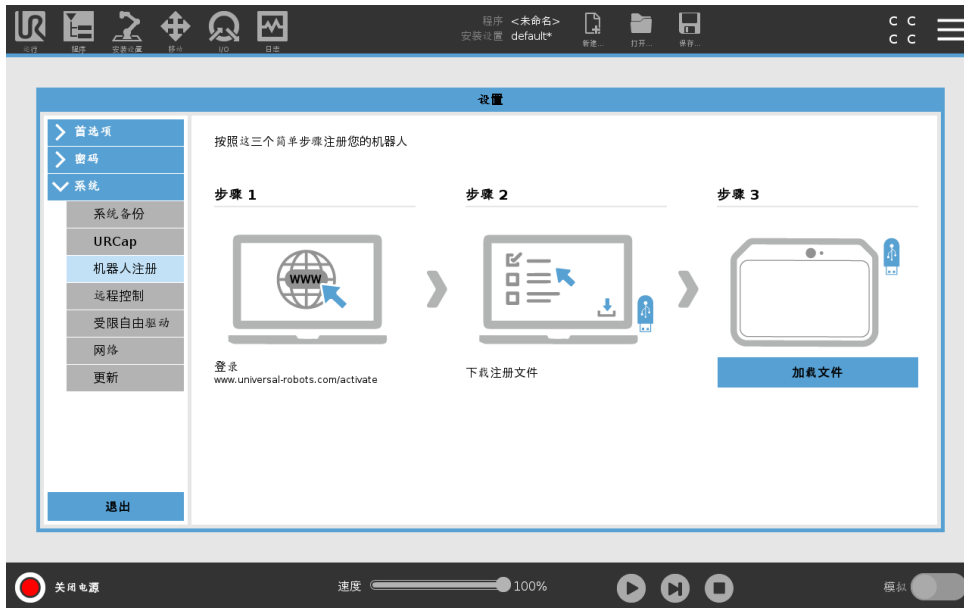 程序 <未命名>
安装设置 default*
C C
C C
运行
程序
安装设置
移动
I/O
日志
新建...
打开...
保存...
设置
首选项
密码
系统
系统备份
URCap
机器人注册
远程控制
受限自由驱动
网络
更新
退出
按照这三个简单步骤注册您的机器人
步骤 1
步骤 2
步骤 3
www
登录
www.universal-robots.com/activate
下载注册文件
加载文件
关闭电源
速度
100%
模拟